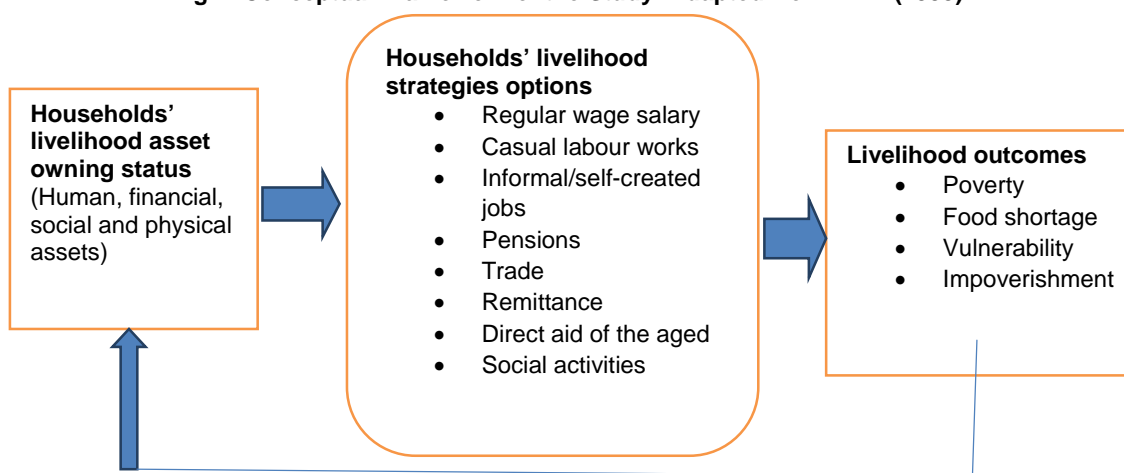 Households’ livelihood asset owning status
(Human, financial, social and physical assets)
Households’ livelihood strategies options
• Regular wage salary
• Casual labour works
• Informal/self-created jobs
• Pensions
• Trade
• Remittance
• Direct aid of the aged
• Social activities
Livelihood outcomes
• Poverty
• Food shortage
• Vulnerability
• Impoverishment